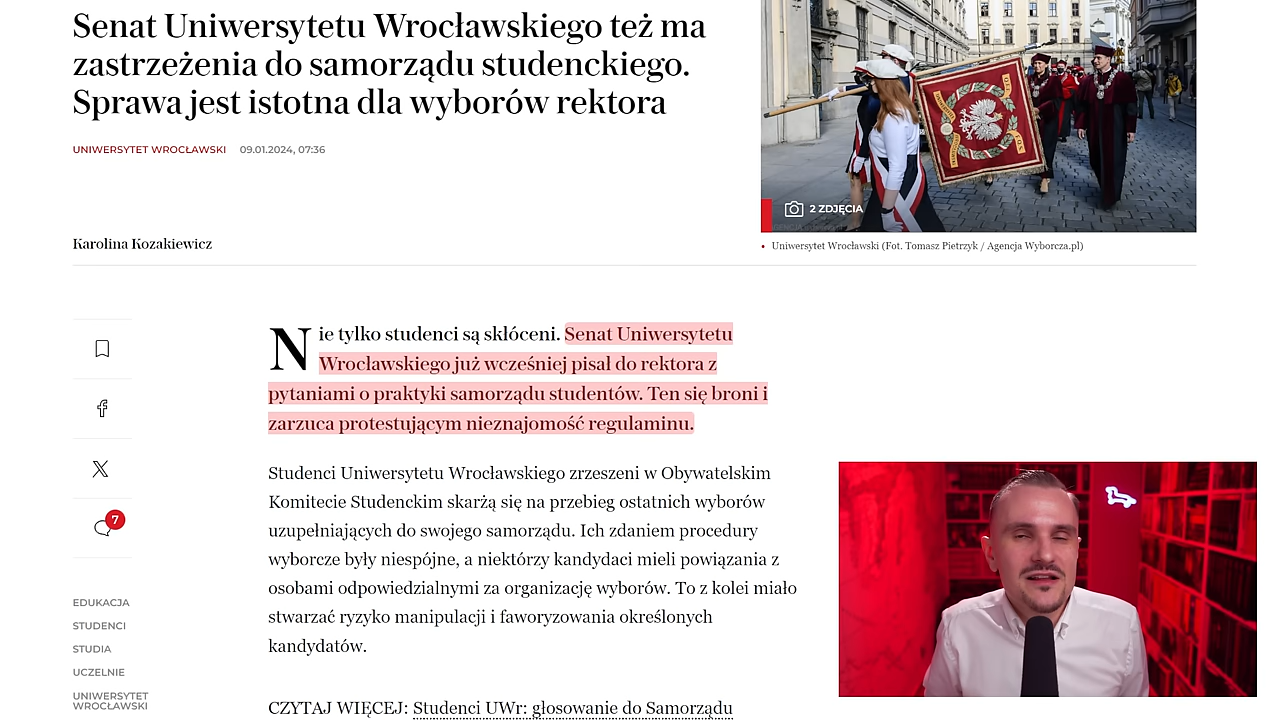 Senat Uniwersytetu Wrocławskiego też ma
zastrzeżenia do samorządu studenckiego.
Sprawa jest istotna dla wyborów rektora
UNIWERSYTET WROCŁAWSKI 09.01.2024, 07:36
Karolina Kozakiewicz
2 ZDJĘCIA
• Uniwersytet Wrocławski (Fot. Tomasz Pietrzyk / Agencja Wyborcza.pl)
Nie tylko studenci są skłóceni. Senat Uniwersytetu
Wrocławskiego już wcześniej pisał do rektora z
pytaniami o praktyki samorządu studentów. Ten się broni i
zarzuca protestującym nieznajomość regulaminu.
Studenci Uniwersytetu Wrocławskiego zrzeszeni w Obywatelskim
Komitecie Studenckim skarżą się na przebieg ostatnich wyborów
uzupełniających do swojego samorządu. Ich zdaniem procedury
wyborcze były niespójne, a niektórzy kandydaci mieli powiązania z
osobami odpowiedzialnymi za organizację wyborów. To z kolei miało
stwarzać ryzyko manipulacji i faworyzowania określonych
kandydatów.
CZYTAJ WIĘCEJ: Studenci UWr: głosowanie do Samorządu
7
EDUKACJA
STUDENCI
STUDIA
UCZELNIE
UNIWERSYTET
WROCŁAWSKI